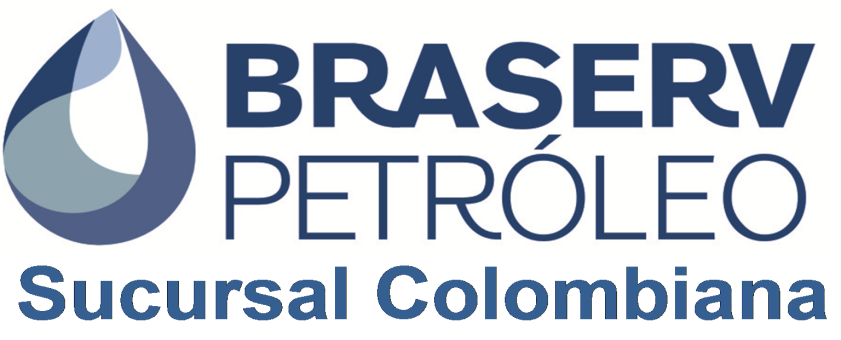 BRASERV
PETRÓLEO
Sucursal Colombiana